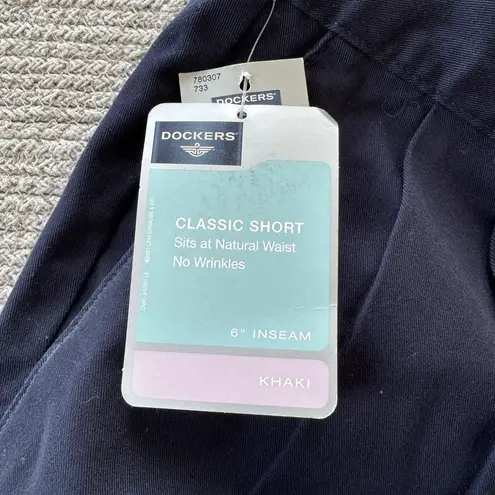 780307
733
DOCKERS®
DOCKERS®
CLASSIC SHORT
Sits at Natural Waist
No Wrinkles
6" INSEAM
KHAKI